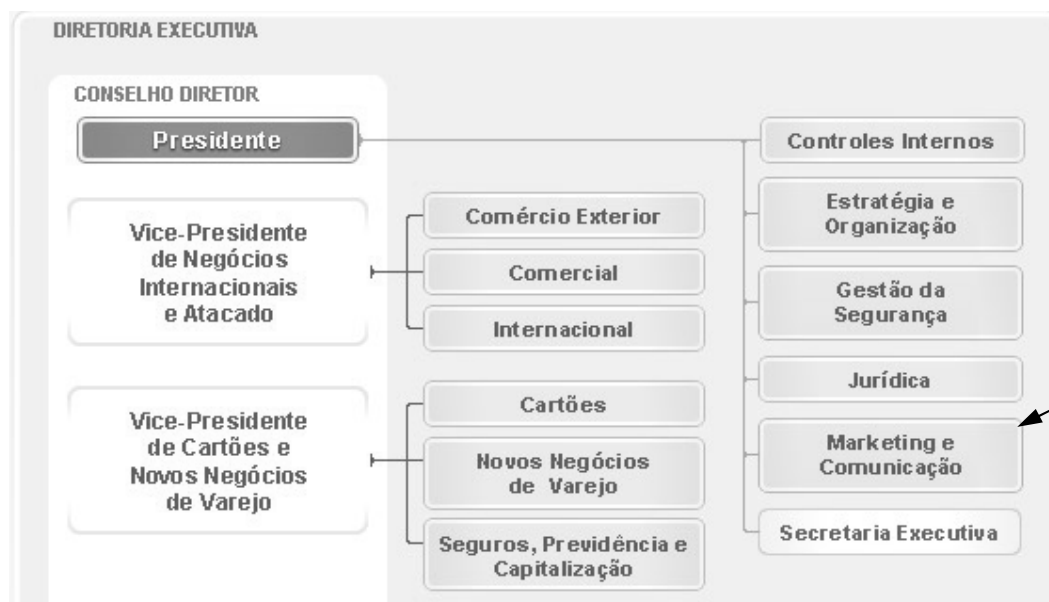 DIRETORIA EXECUTIVA
CONSELHO DIRETOR
Presidente
Vice-Presidente
de Negócios
Internacionais
e Atacado
Comércio Exterior
Comercial
Internacional
Vice-Presidente
de Cartões e
Novos Negócios
de Varejo
Cartões
Novos Negócios
de Varejo
Seguros, Previdência e
Capitalização
Controles Internos
Estratégia e
Organização
Gestão da
Segurança
Jurídica
Marketing e
Comunicação
Secretaria Executiva